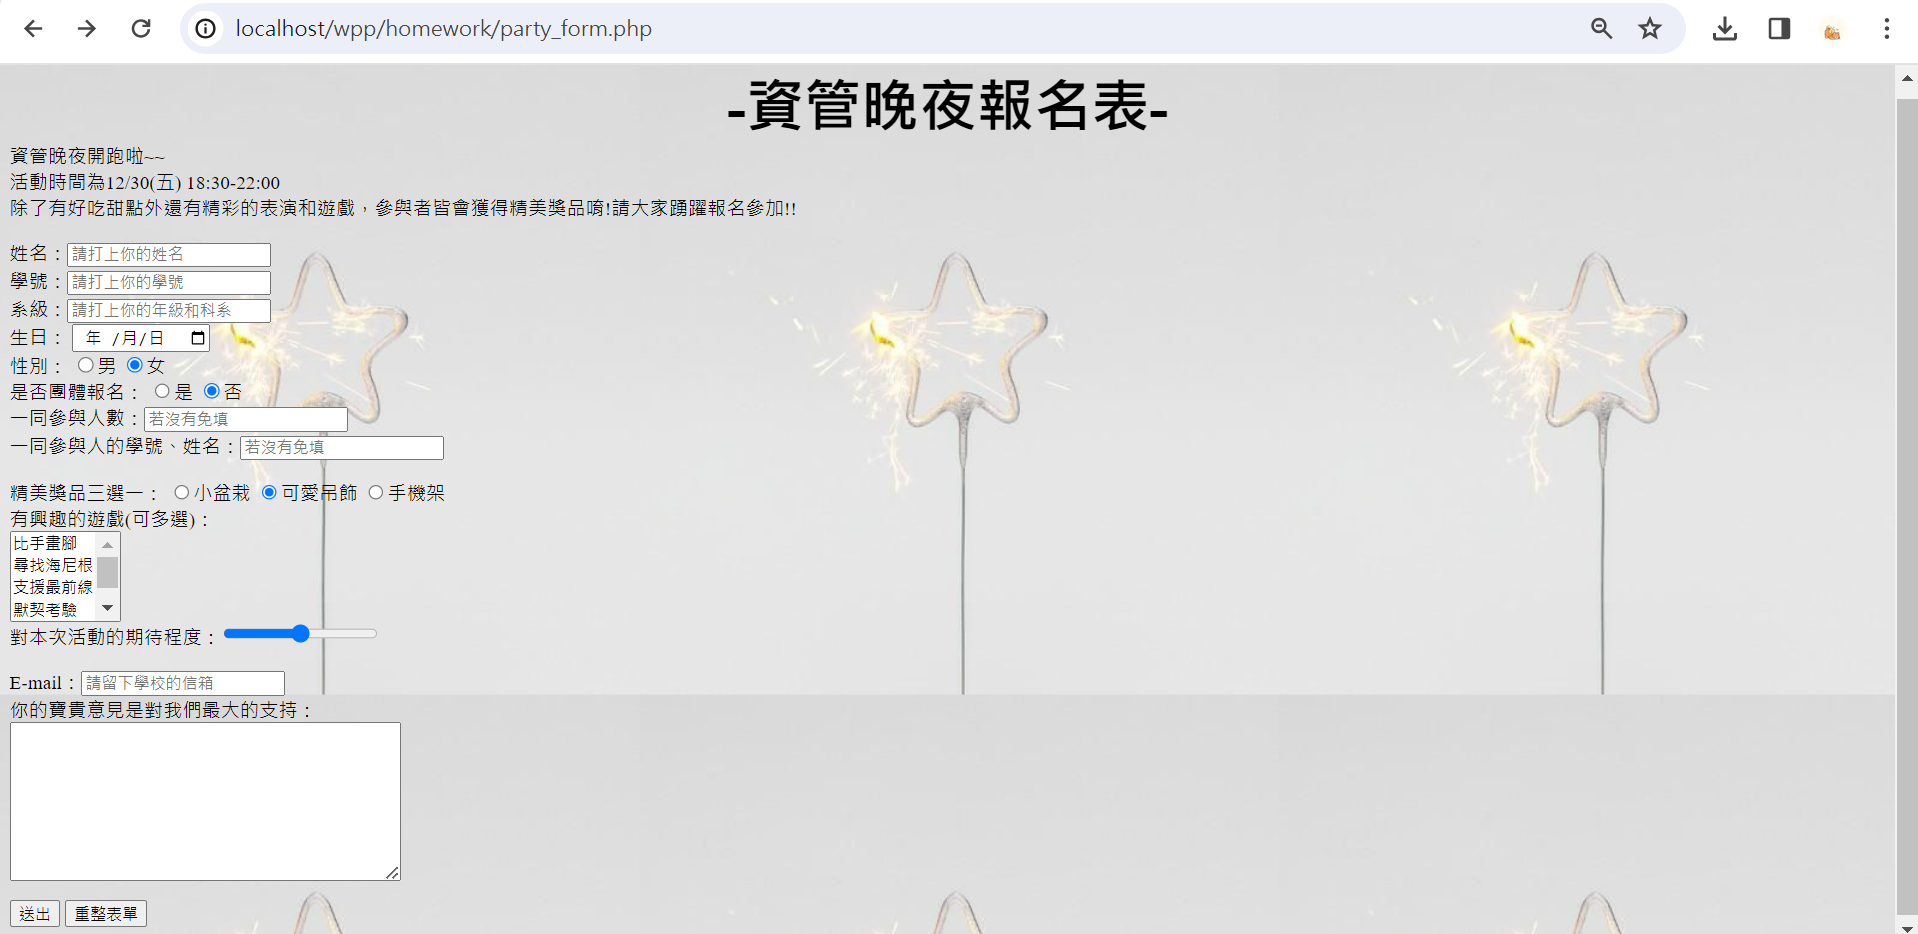 localhost/wpp/homework/party_form.php
-資管晚夜報名表-
資管晚夜開跑啦~~
活動時間為12/30(五) 18:30-22:00
除了有好吃甜點外還有精彩的表演和遊戲，參與者皆會獲得精美獎品唷!請大家踴躍報名參加!!
姓名：請打上你的姓名
學號：請打上你的學號
系級：請打上你的年級和科系
生日： 年 /月/日
性別： 男 女
是否團體報名： 是 否
一同參與人數：若沒有免填
一同參與人的學號、姓名：若沒有免填
精美獎品三選一： 小盆栽 可愛吊飾 手機架
有興趣的遊戲(可多選)：
比手畫腳
尋找海尼根
支援最前線
默契考驗
對本次活動的期待程度：
E-mail：請留下學校的信箱
你的寶貴意見是對我們最大的支持：
送出 重整表單